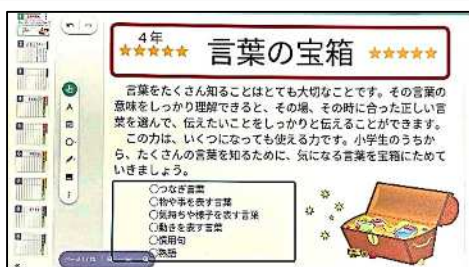 4年
★★★★★ 言葉の宝箱 ★★★★★
言葉をたくさん知ることはとても大切なことです。その言葉の
意味をしっかり理解できると、その場、その時に合った正しい言
葉を選んで、伝えたいことをしっかりと伝えることができます。
この力は、いくつになっても使える力です。小学生のうちか
ら、たくさんの言葉を知るために、気になる言葉を宝箱にためて
いきましょう。
○つなぎ言葉
○物や事を表す言葉
○気持ちや様子を表す言葉
○動きを表す言葉
○慣用句
○熟語